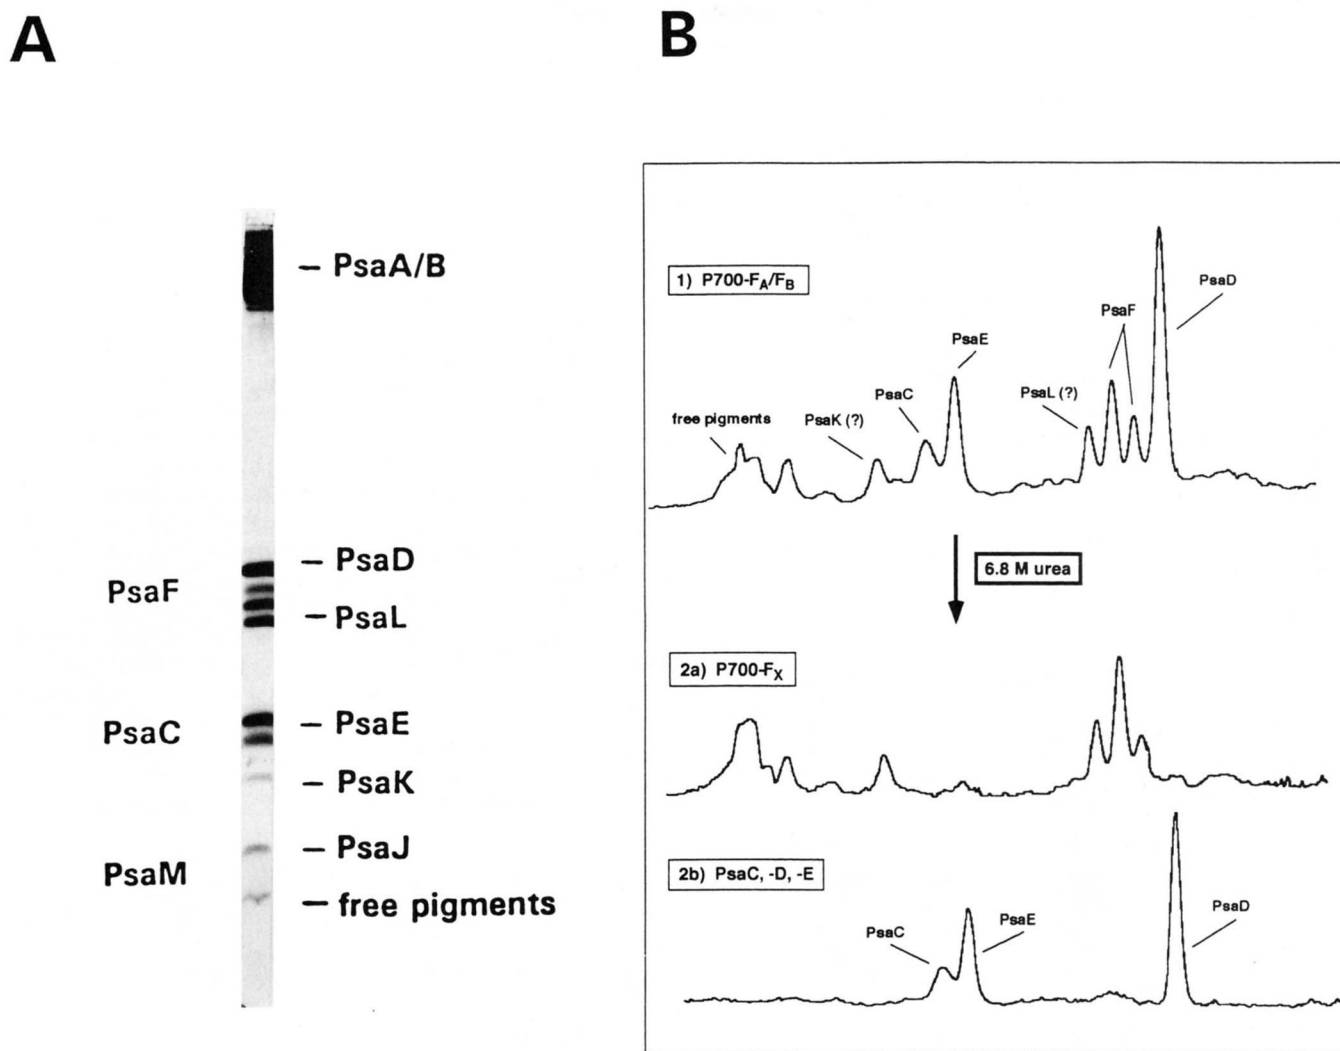 A
PsaA/B
PsaD
PsaF
PsaL
PsaE
PsaC
PsaK
PsaJ
PsaM
free pigments
B
1) P700-FA/FB
PsaD
PsaF
PsaE
PsaL (?)
PsaC
PsaK (?)
free pigments
6.8 M urea
2a) P700-FX
2b) PsaC, -D, -E
PsaD
PsaE
PsaC